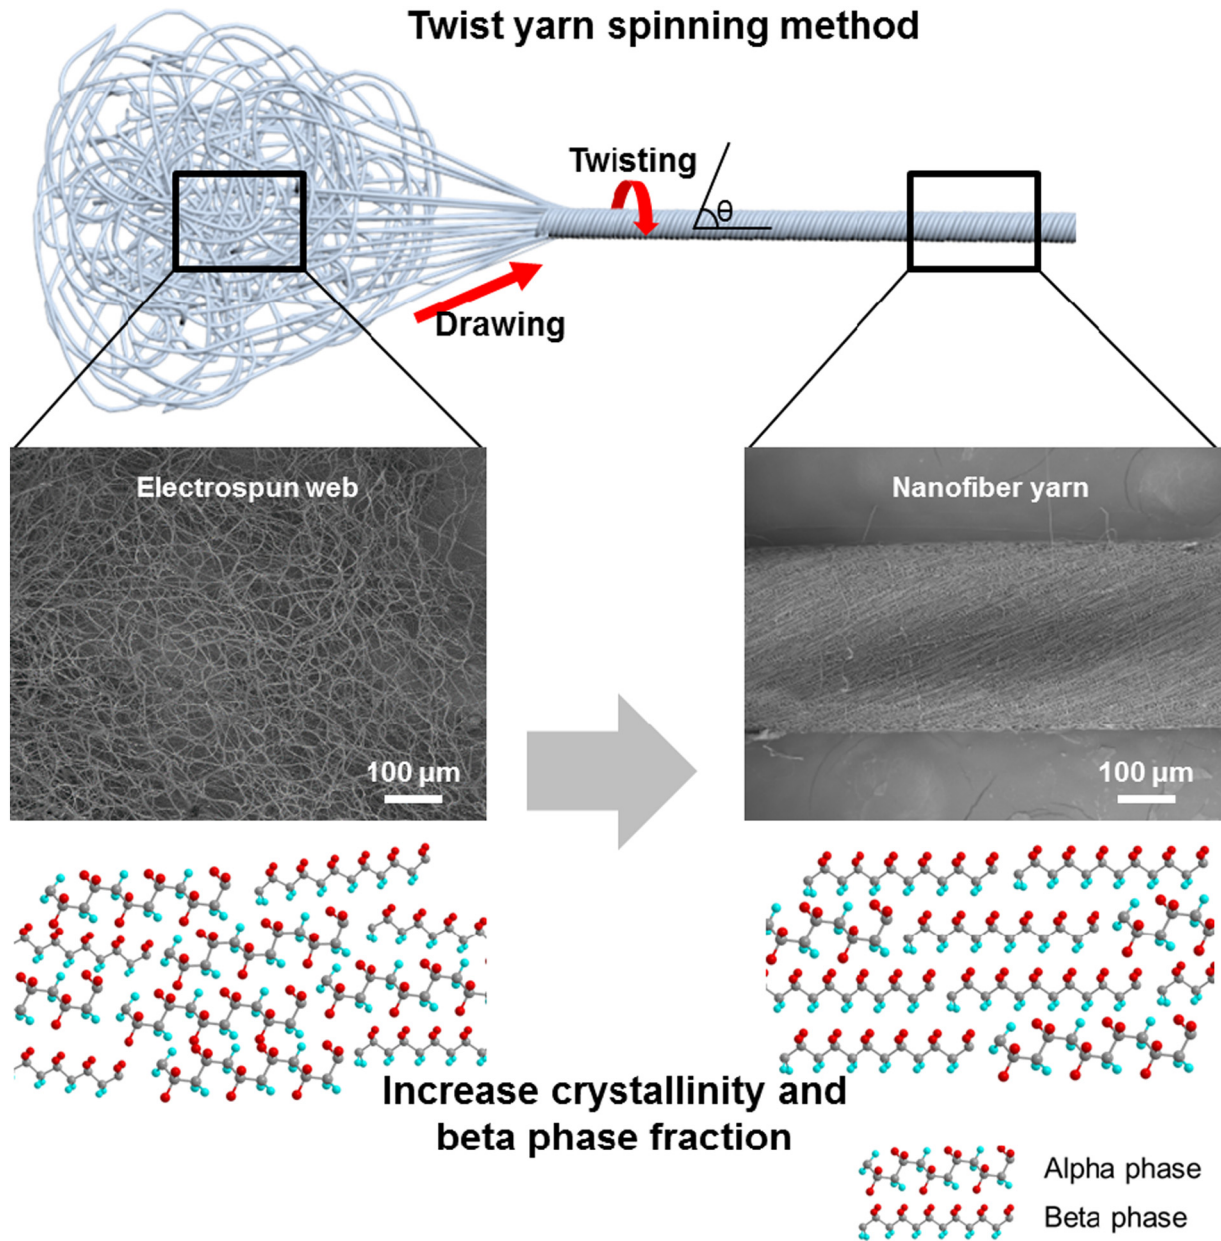 Twist yarn spinning method
Twisting
θ
Drawing
Electrospun web
Nanofiber yarn
100 μm
100 μm
Increase crystallinity and
beta phase fraction
Alpha phase
Beta phase